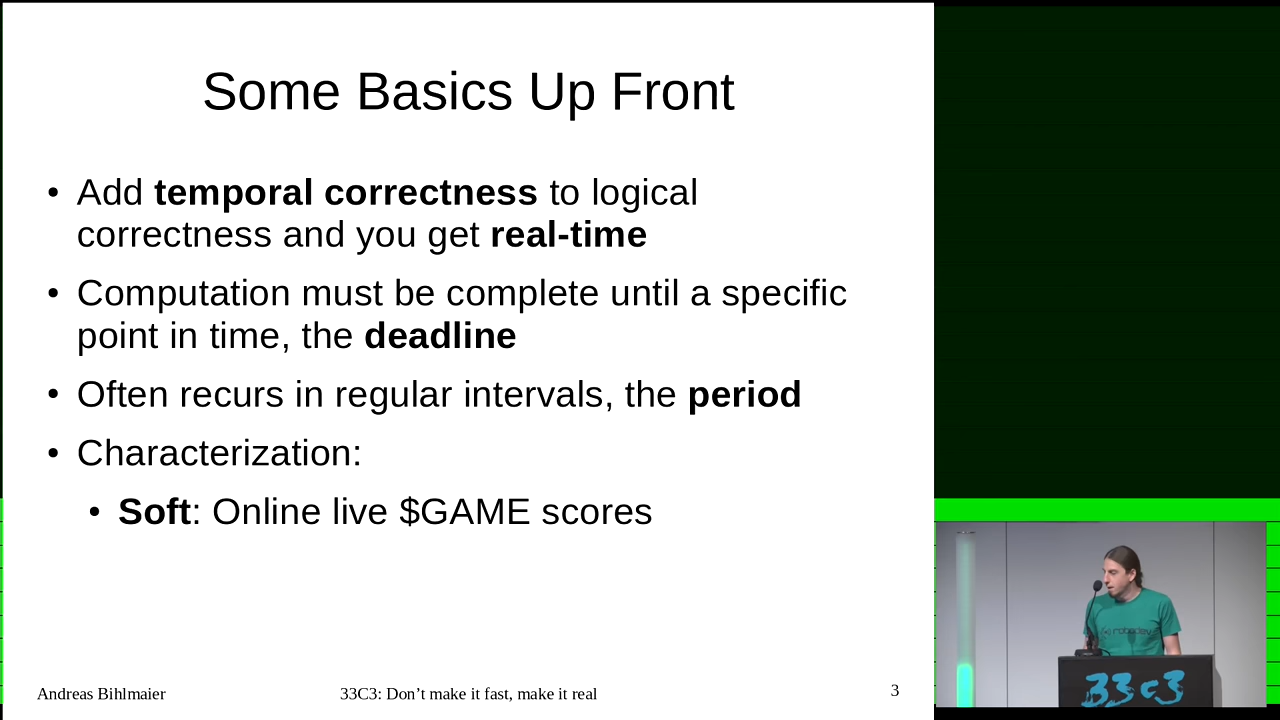 Some Basics Up Front
• Add temporal correctness to logical
correctness and you get real-time
• Computation must be complete until a specific
point in time, the deadline
• Often recurs in regular intervals, the period
• Characterization:
• Soft: Online live $GAME scores
Andreas Bihlmaier
33C3: Don’t make it fast, make it real
3
robodev
33c3